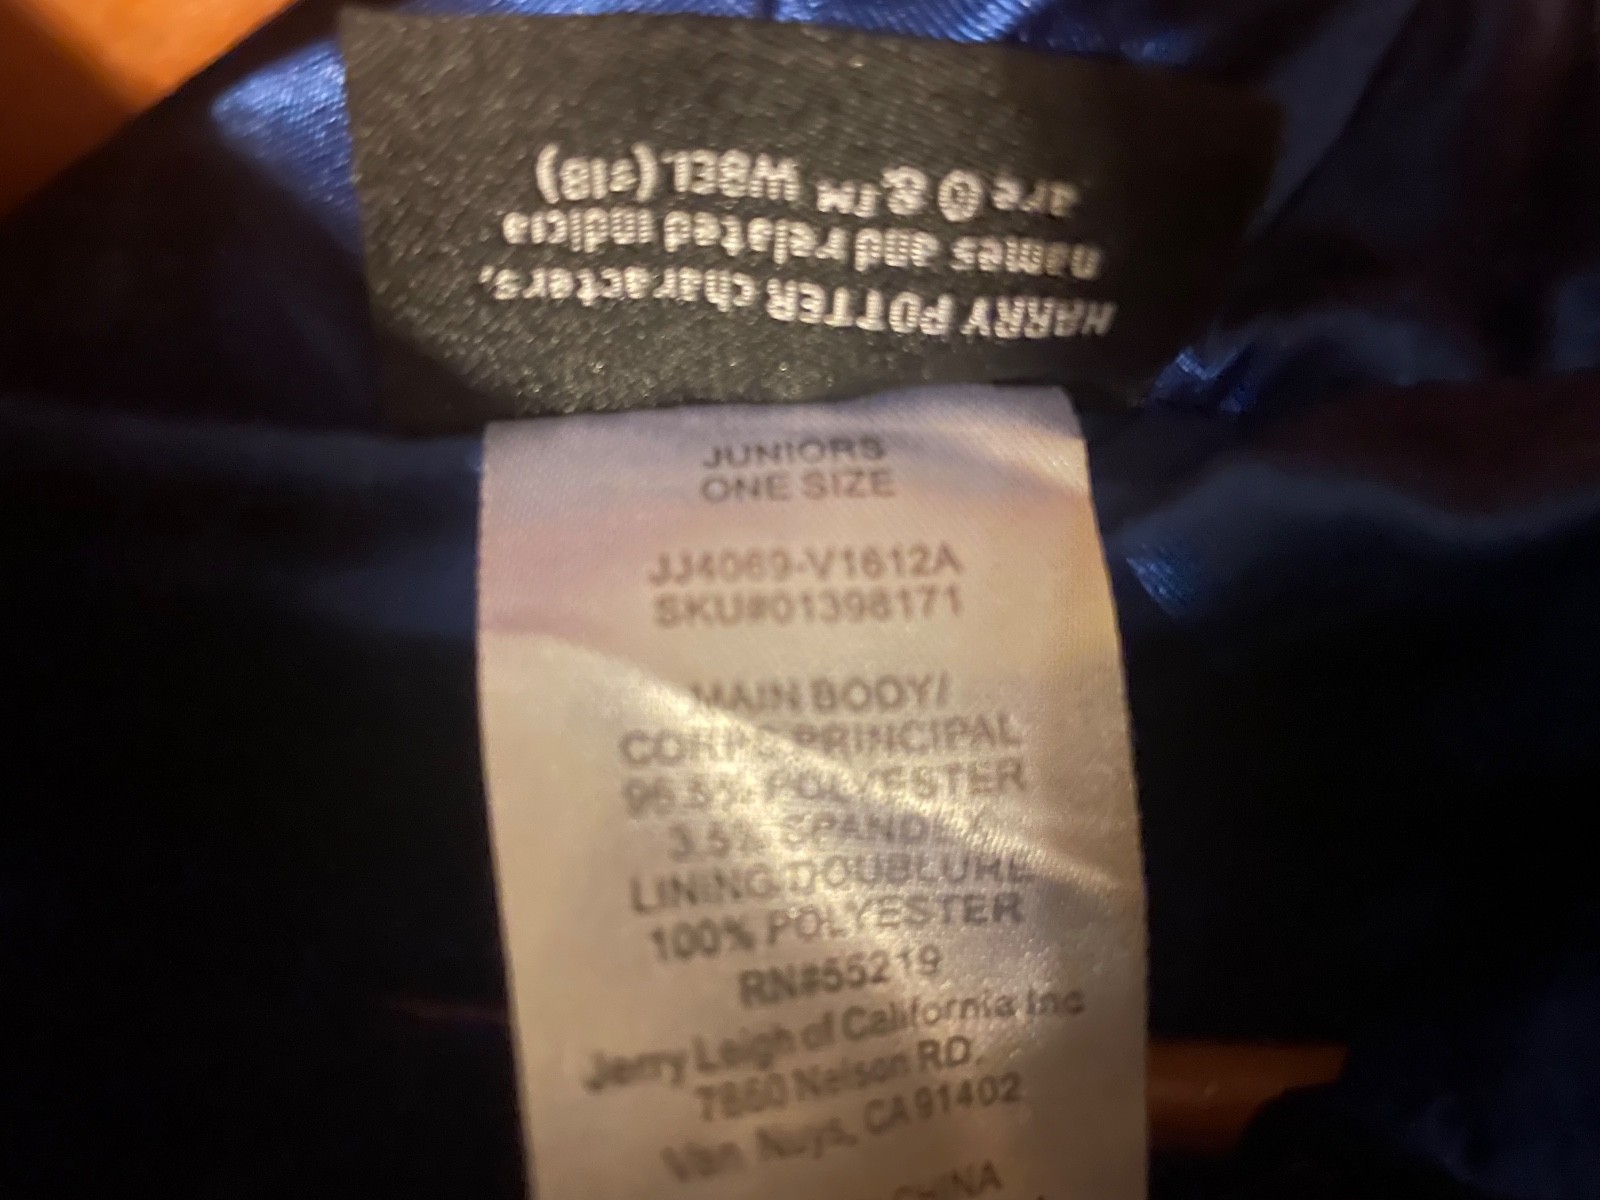 HARRY POTTER characters,
names and related indicia
are © & ™ WBEI. (s18)
JUNIORS
ONE SIZE
JJ4069-V1612A
SKU#01398171
MAIN BODY/
CORPS PRINCIPAL
96.5% POLYESTER
3.5% SPANDEX
LINING/DOUBLURE
100% POLYESTER
RN#55219
Jerry Leigh of California Inc
7860 Nelson RD.
Van Nuys, CA 91402
CHINA